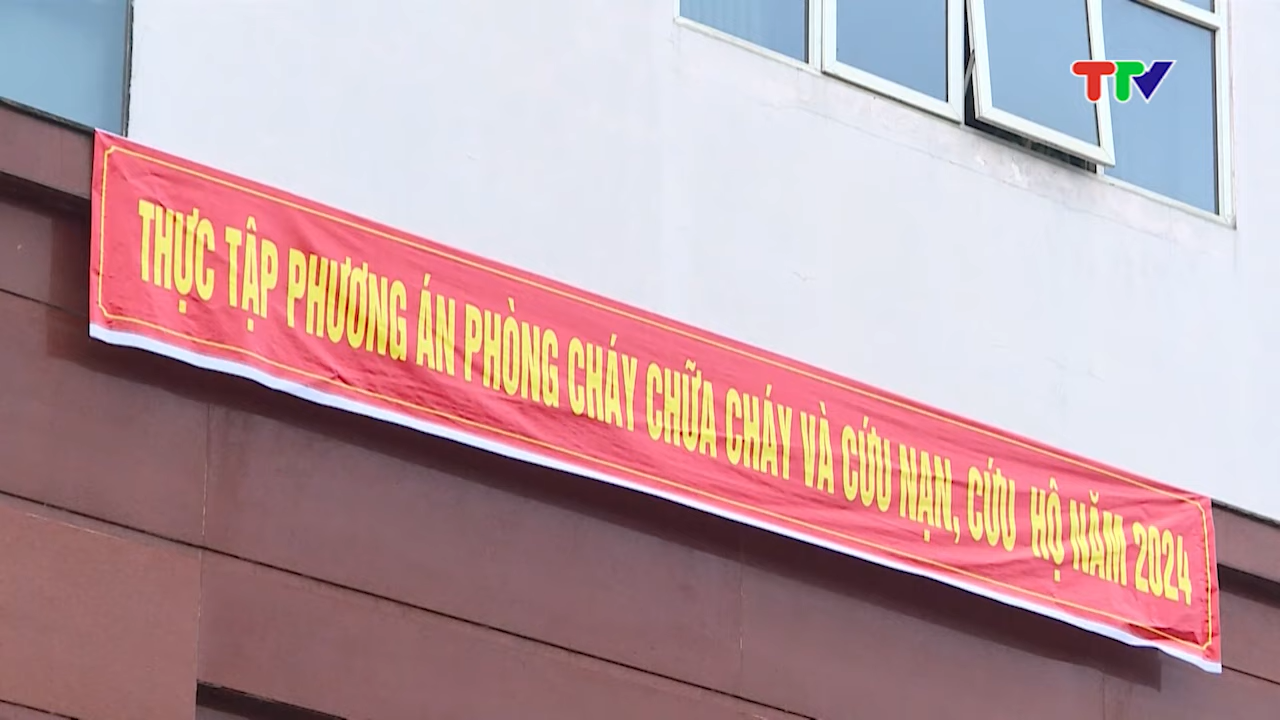 TTV
THỰC TẬP PHƯƠNG ÁN PHÒNG CHÁY CHỮA CHÁY VÀ CỨU NẠN, CỨU HỘ NĂM 2024